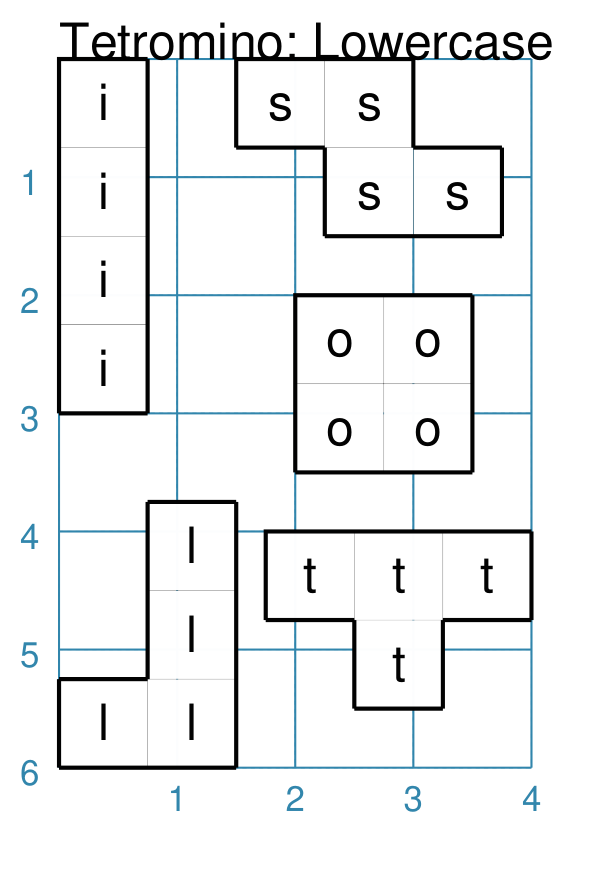 Tetromino: Lowercase
i s s
1 i s s
i
2 o o
i
3 o o
4 l t t t
5 l t
l l
6
1 2 3 4